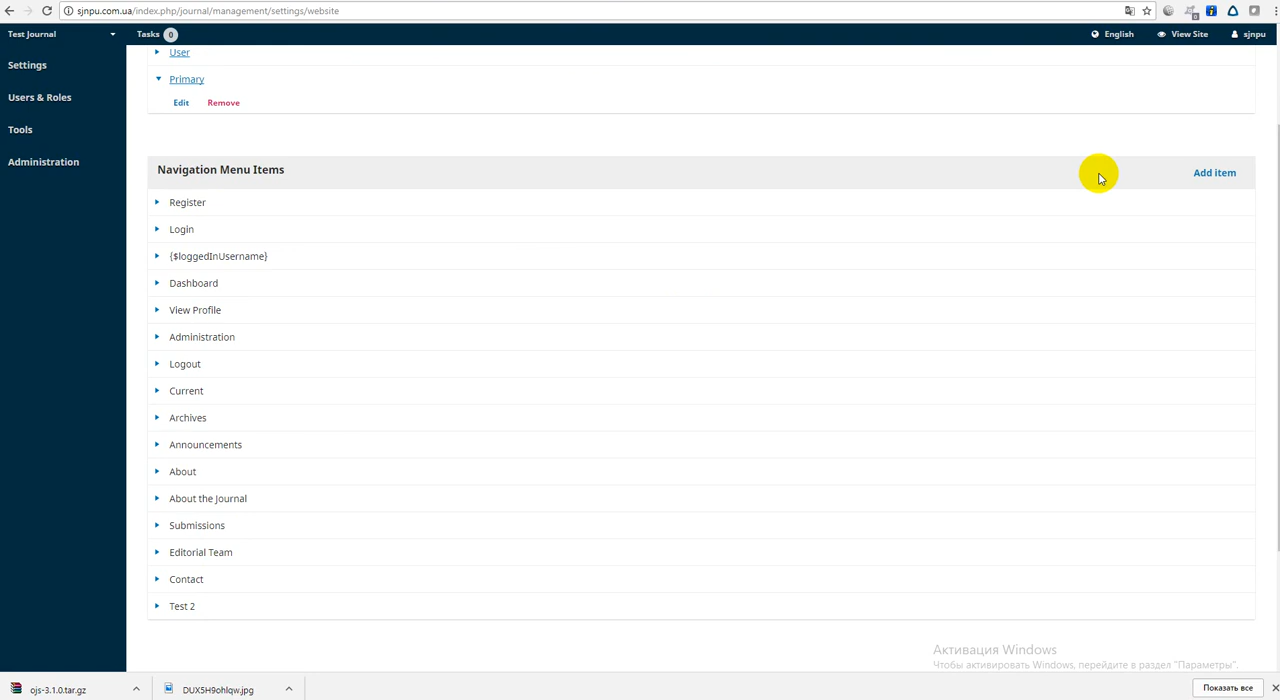 sjnpu.com.ua/index.php/journal/management/settings/website
Test Journal
Tasks 0
English
View Site
sjnpu
Settings
Users & Roles
Tools
Administration
User
Primary
Edit Remove
Navigation Menu Items
Add item
Register
Login
{$loggedInUsername}
Dashboard
View Profile
Administration
Logout
Current
Archives
Announcements
About
About the Journal
Submissions
Editorial Team
Contact
Test 2
Активация Windows
Чтобы активировать Windows, перейдите в раздел "Параметры".
ojs-3.1.0.tar.gz
DUX5H9ohlqw.jpg
Показать все